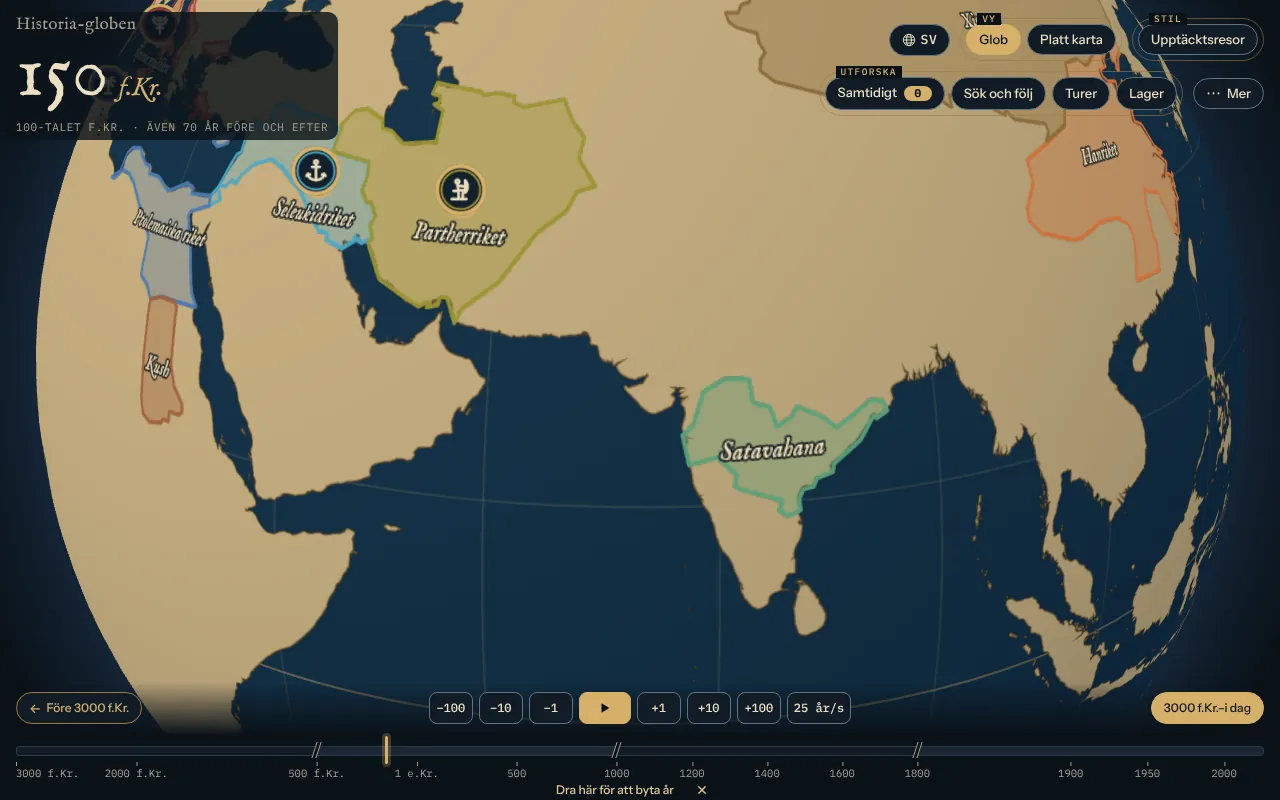 Historia-globen
150 f.Kr.
100-TALET F.KR. · ÄVEN 70 ÅR FÖRE OCH EFTER
SV
VY
Glob
Platt karta
STIL
Upptäcktsresor
UTFORSKA
Samtidigt 0
Sök och följ
Turer
Lager
··· Mer
Hanriket
Ptolemaiska riket
Seleukidriket
Partherriket
Kush
Satavahana
← Före 3000 f.Kr.
−100
−10
−1
+1
+10
+100
25 år/s
3000 f.Kr.–i dag
3000 f.Kr.
2000 f.Kr.
500 f.Kr.
1 e.Kr.
500
1000
1200
1400
1600
1800
1900
1950
2000
Dra här för att byta år ✕